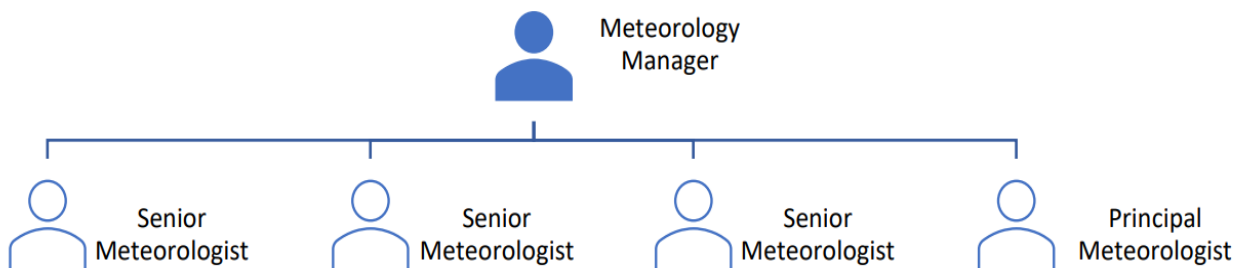 Meteorology
Manager
Senior
Meteorologist
Senior
Meteorologist
Senior
Meteorologist
Principal
Meteorologist